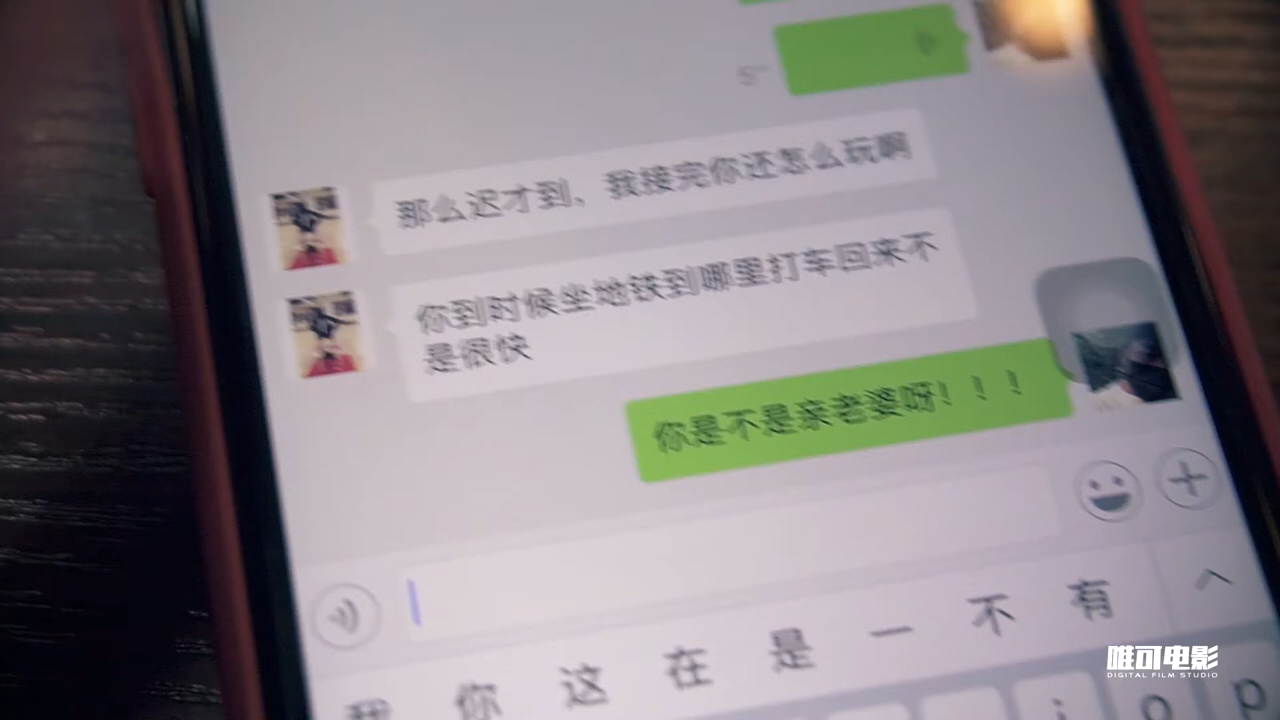 5"
那么迟才到，我接完你还怎么玩啊
你到时候坐地铁到哪里打车回来不
是很快
你是不是亲老婆呀！！！
我 你 这 在 是 一 不 有
i o p
唯可电影
DIGITAL FILM STUDIO